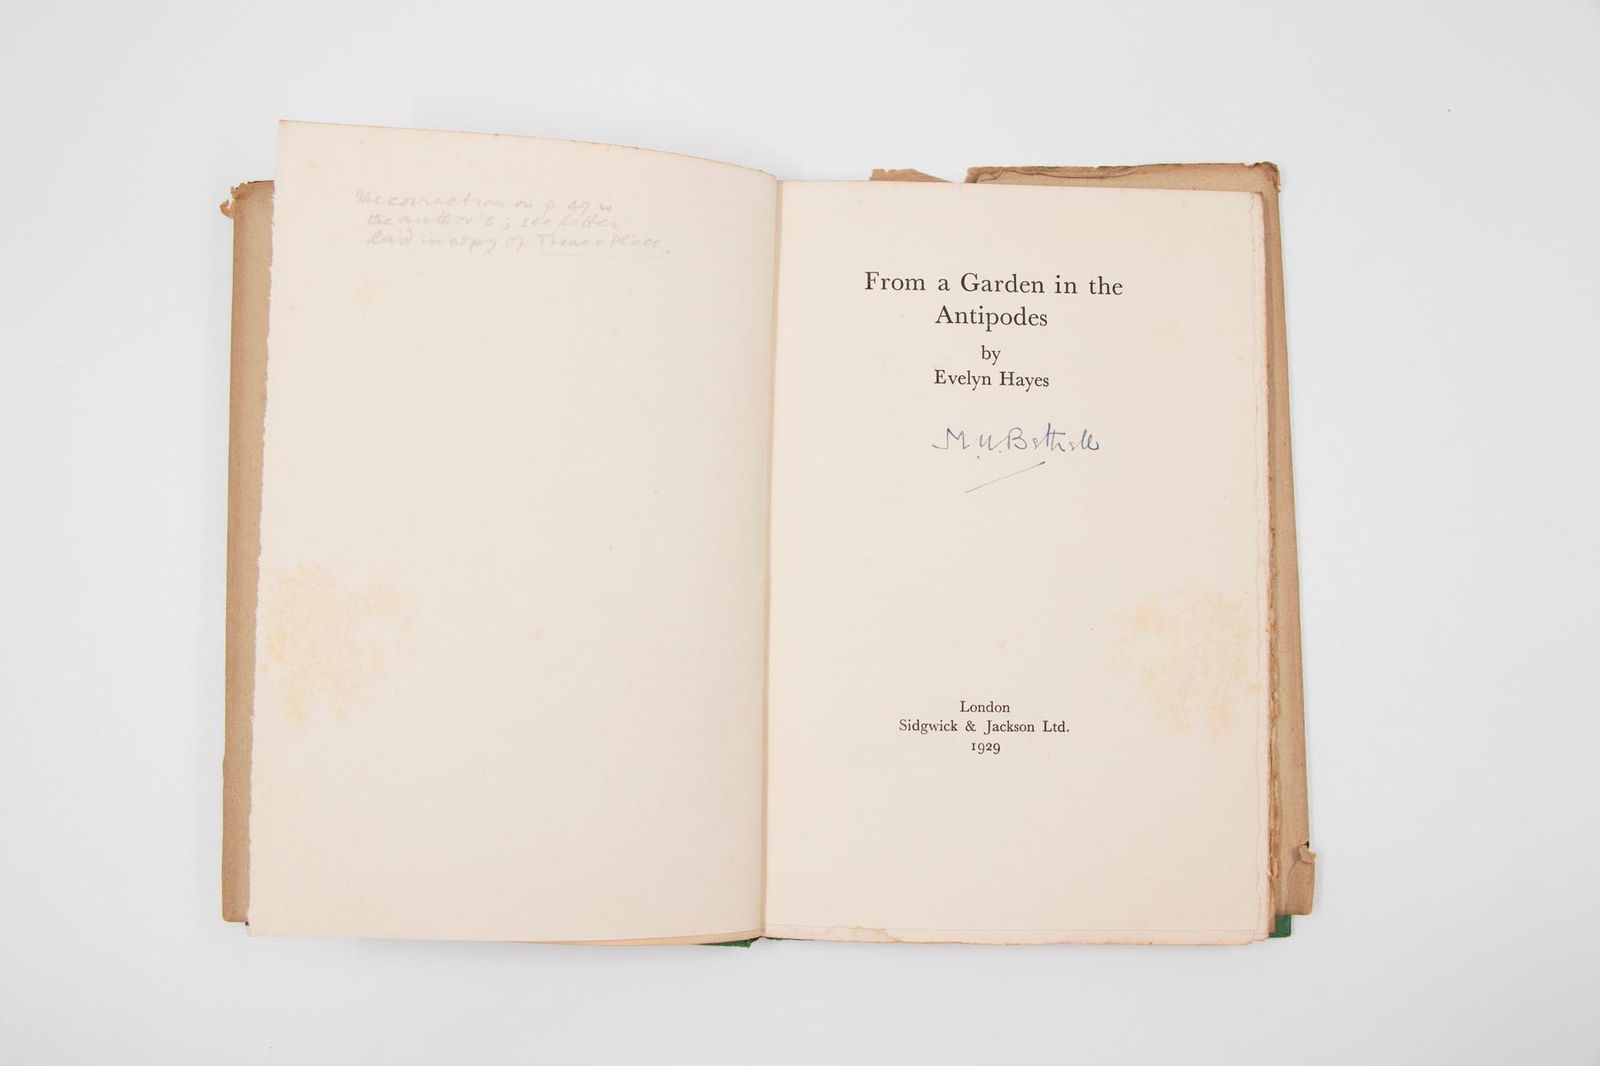 The correction on p 47 is
the author's; see letter
laid in copy of Time & Place.
From a Garden in the
Antipodes
by
Evelyn Hayes
M.U. Bethell
London
Sidgwick & Jackson Ltd.
1929